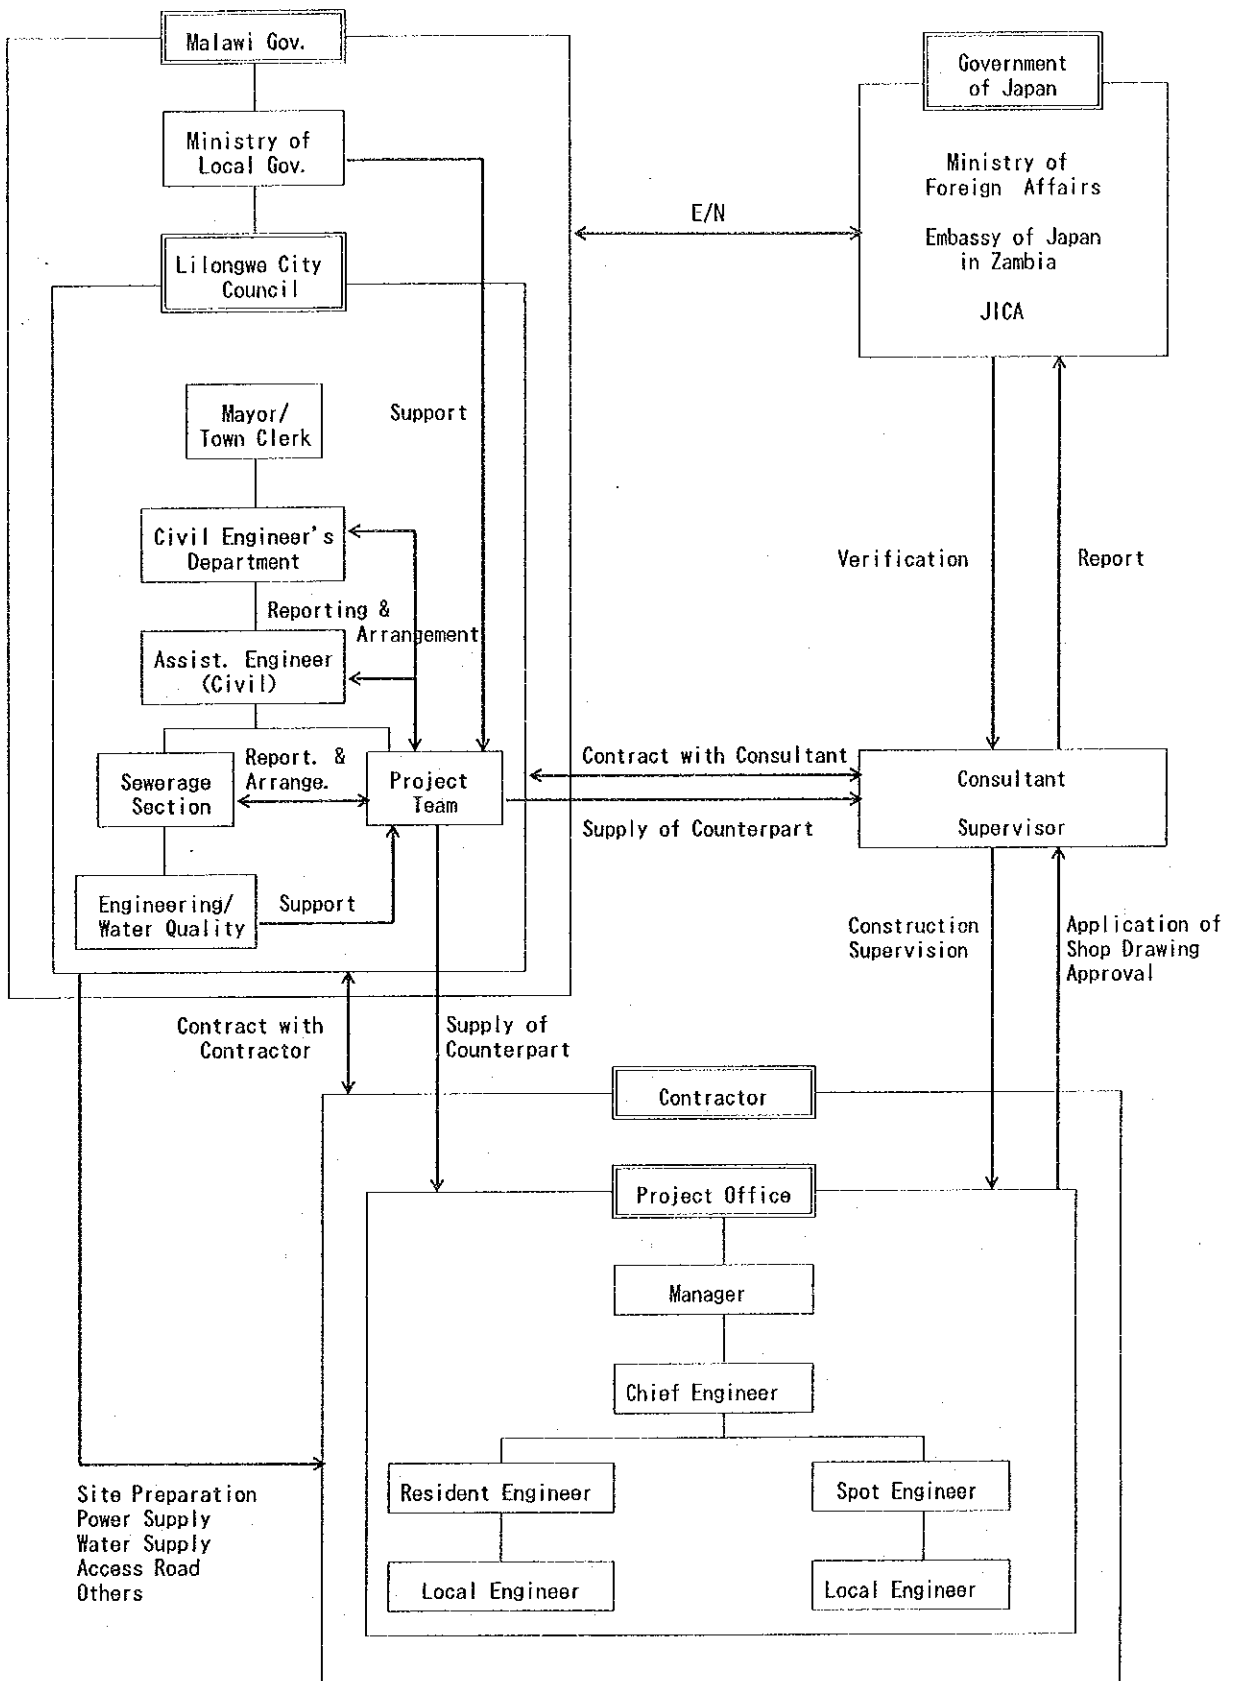 Malawi Gov.
Ministry of
Local Gov.
Lilongwe City
Council
Mayor/
Town Clerk
Civil Engineer's
Department
Reporting &
Arrangement
Assist. Engineer
(Civil)
Sewerage
Section
Report. &
Arrange.
Project
Team
Engineering/
Water Quality
Support
Support
E/N
Government
of Japan
Ministry of
Foreign Affairs
Embassy of Japan
in Zambia
JICA
Verification
Report
Contract with Consultant
Supply of Counterpart
Consultant
Supervisor
Construction
Supervision
Application of
Shop Drawing
Approval
Contract with
Contractor
Supply of
Counterpart
Contractor
Project Office
Manager
Chief Engineer
Resident Engineer
Spot Engineer
Local Engineer
Local Engineer
Site Preparation
Power Supply
Water Supply
Access Road
Others